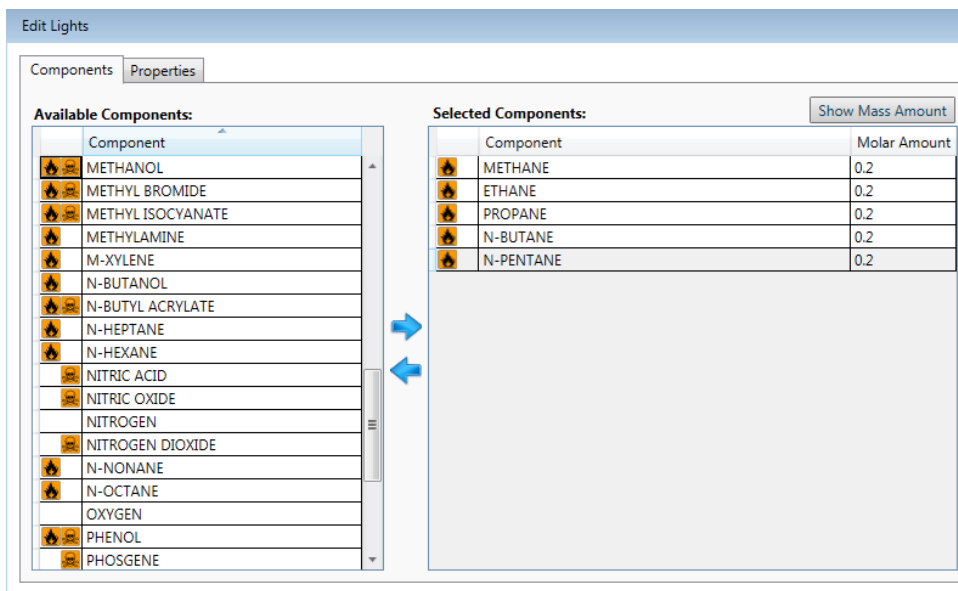 Edit Lights
Components Properties
Available Components:
Component
METHANOL
METHYL BROMIDE
METHYL ISOCYANATE
METHYLAMINE
M-XYLENE
N-BUTANOL
N-BUTYL ACRYLATE
N-HEPTANE
N-HEXANE
NITRIC ACID
NITRIC OXIDE
NITROGEN
NITROGEN DIOXIDE
N-NONANE
N-OCTANE
OXYGEN
PHENOL
PHOSGENE
Selected Components: Show Mass Amount
Component Molar Amount
METHANE 0.2
ETHANE 0.2
PROPANE 0.2
N-BUTANE 0.2
N-PENTANE 0.2